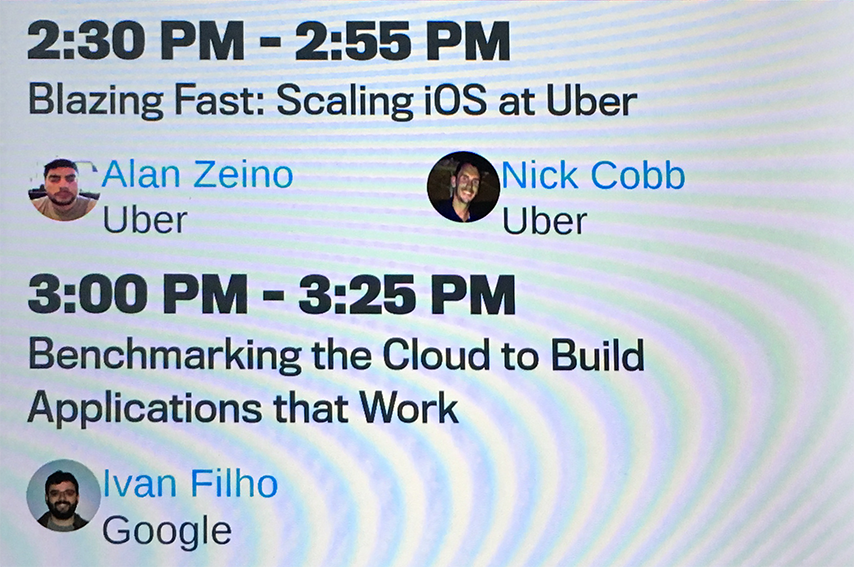 2:30 PM - 2:55 PM
Blazing Fast: Scaling iOS at Uber
Alan Zeino
Nick Cobb
Uber
Uber
3:00 PM - 3:25 PM
Benchmarking the Cloud to Build
Applications that Work
Ivan Filho
Google